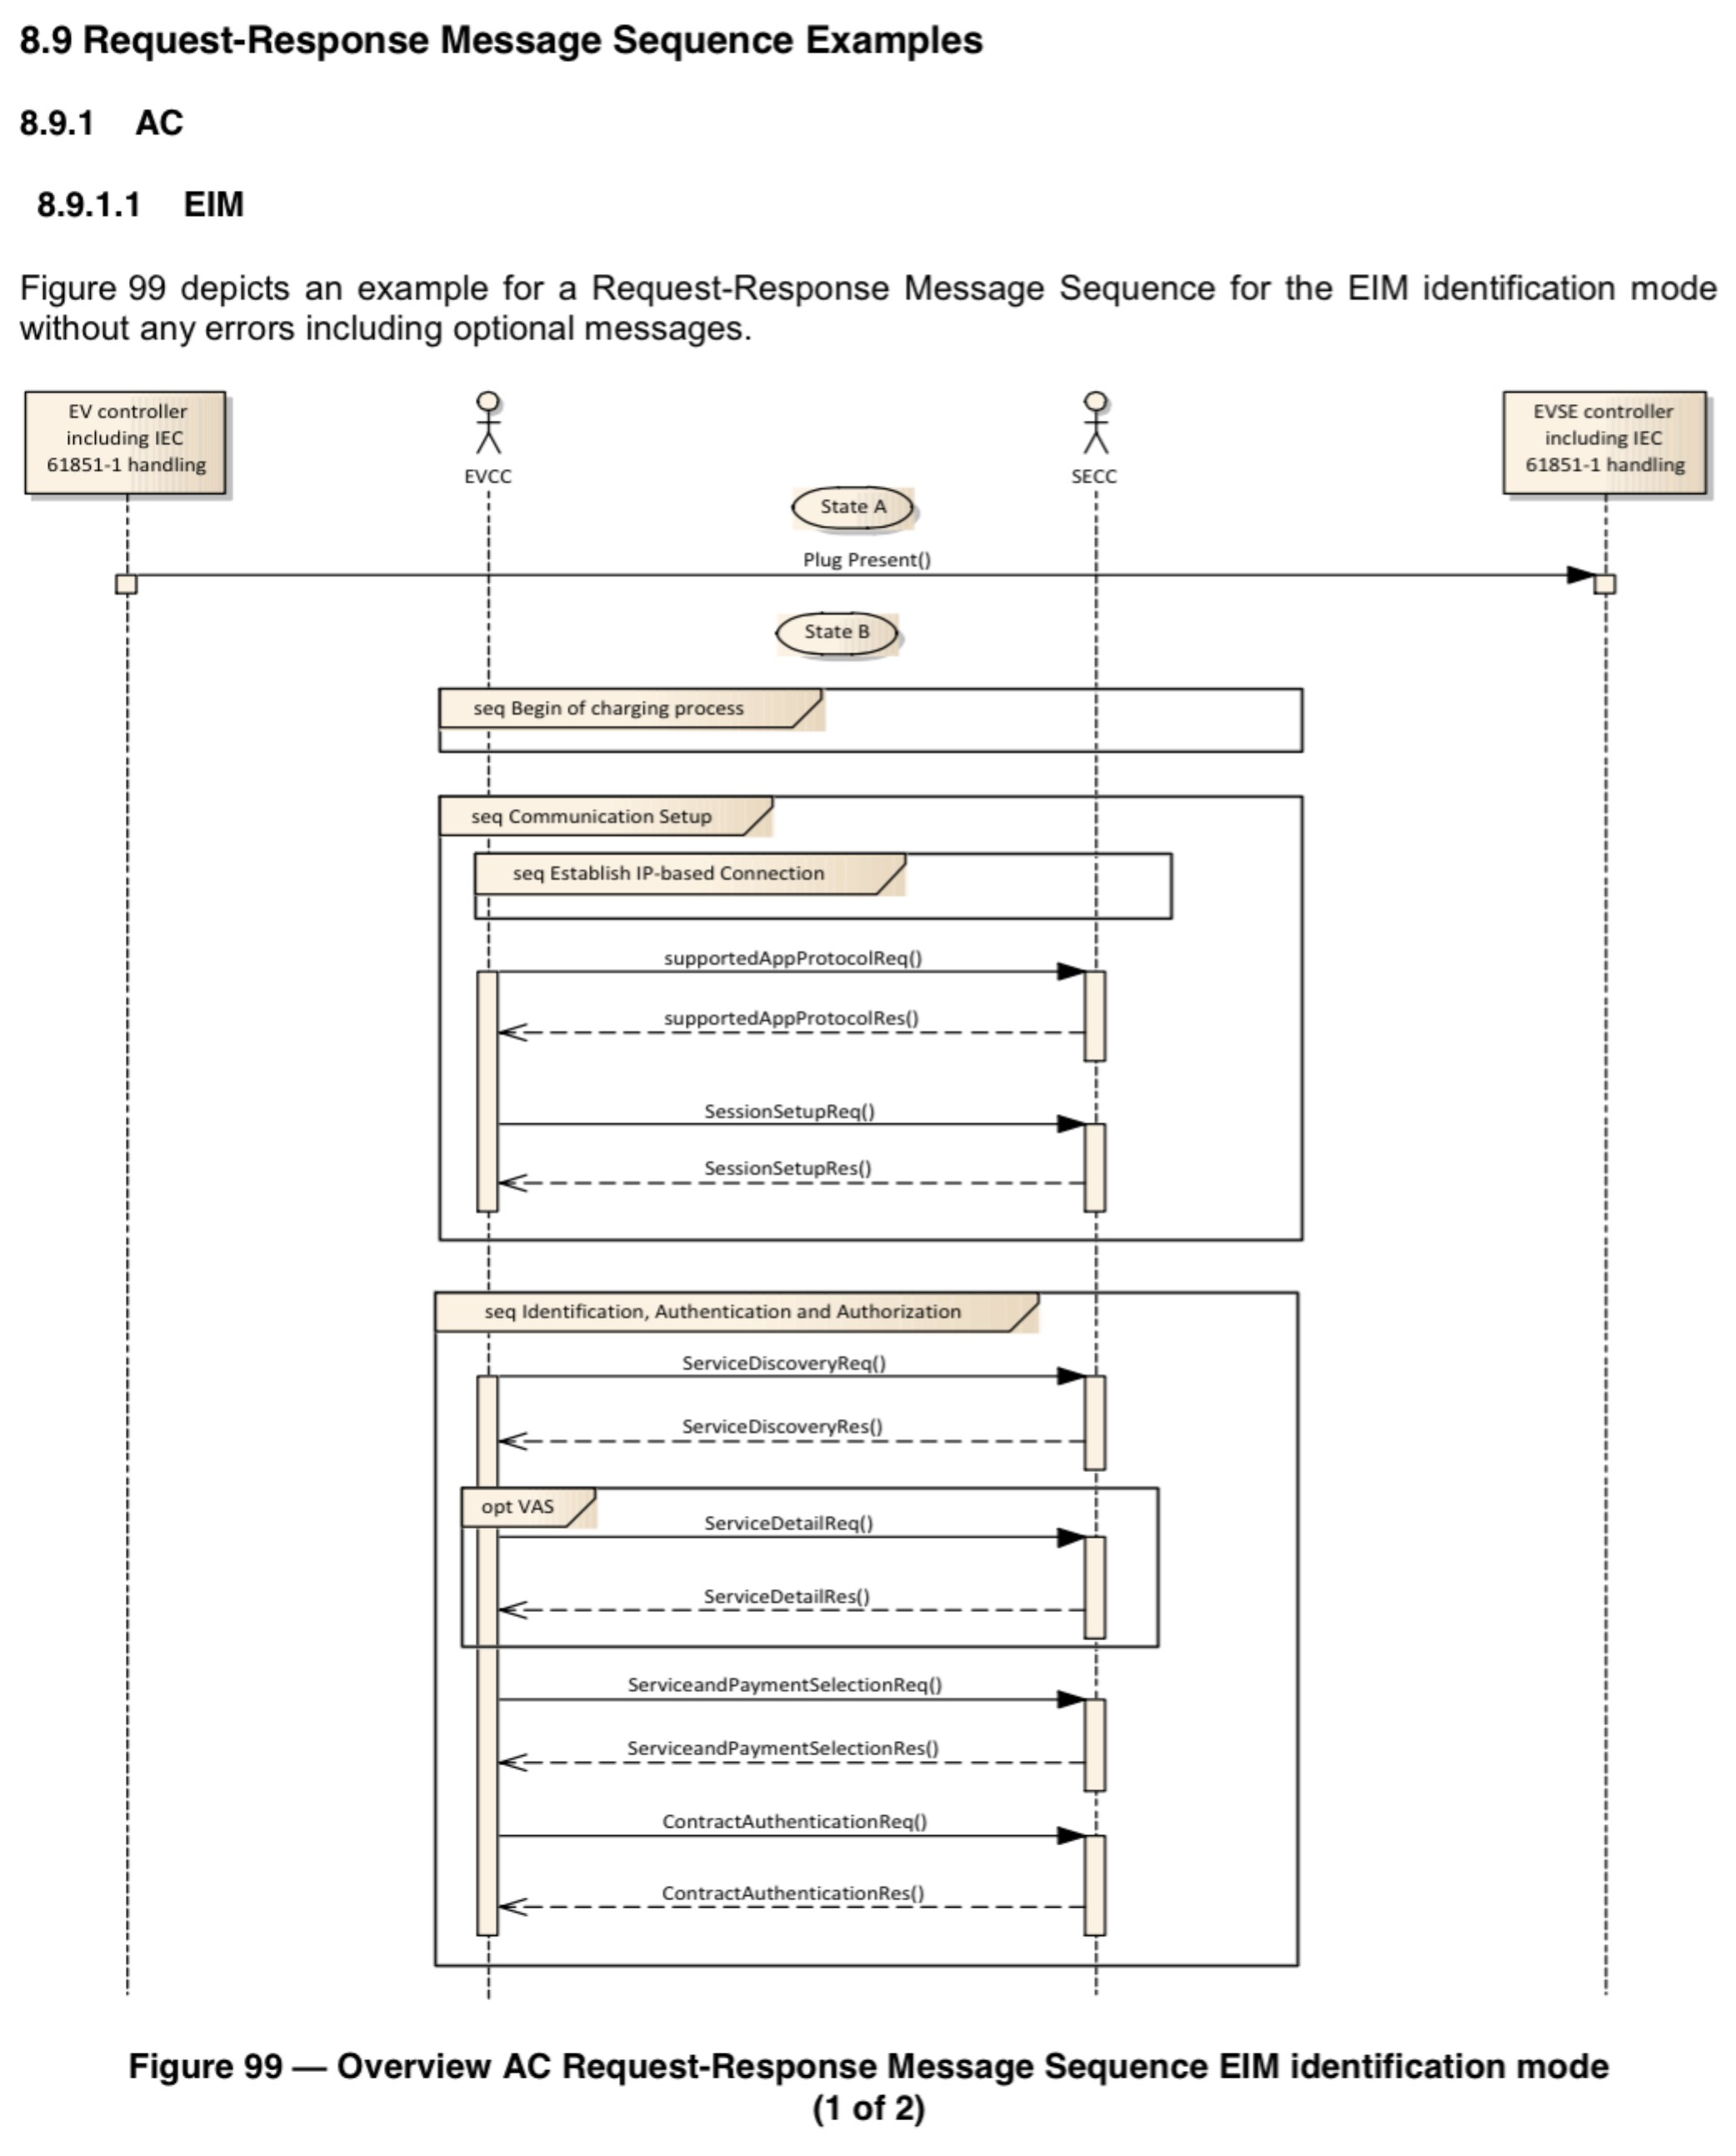 8.9 Request-Response Message Sequence Examples
8.9.1 AC
8.9.1.1 EIM
Figure 99 depicts an example for a Request-Response Message Sequence for the EIM identification mode
without any errors including optional messages.
EV controller
including IEC
61851-1 handling
EVCC
SECC
EVSE controller
including IEC
61851-1 handling
State A
Plug Present()
State B
seq Begin of charging process
seq Communication Setup
seq Establish IP-based Connection
supportedAppProtocolReq()
supportedAppProtocolRes()
SessionSetupReq()
SessionSetupRes()
seq Identification, Authentication and Authorization
ServiceDiscoveryReq()
ServiceDiscoveryRes()
opt VAS
ServiceDetailReq()
ServiceDetailRes()
ServiceandPaymentSelectionReq()
ServiceandPaymentSelectionRes()
ContractAuthenticationReq()
ContractAuthenticationRes()
Figure 99 — Overview AC Request-Response Message Sequence EIM identification mode
(1 of 2)